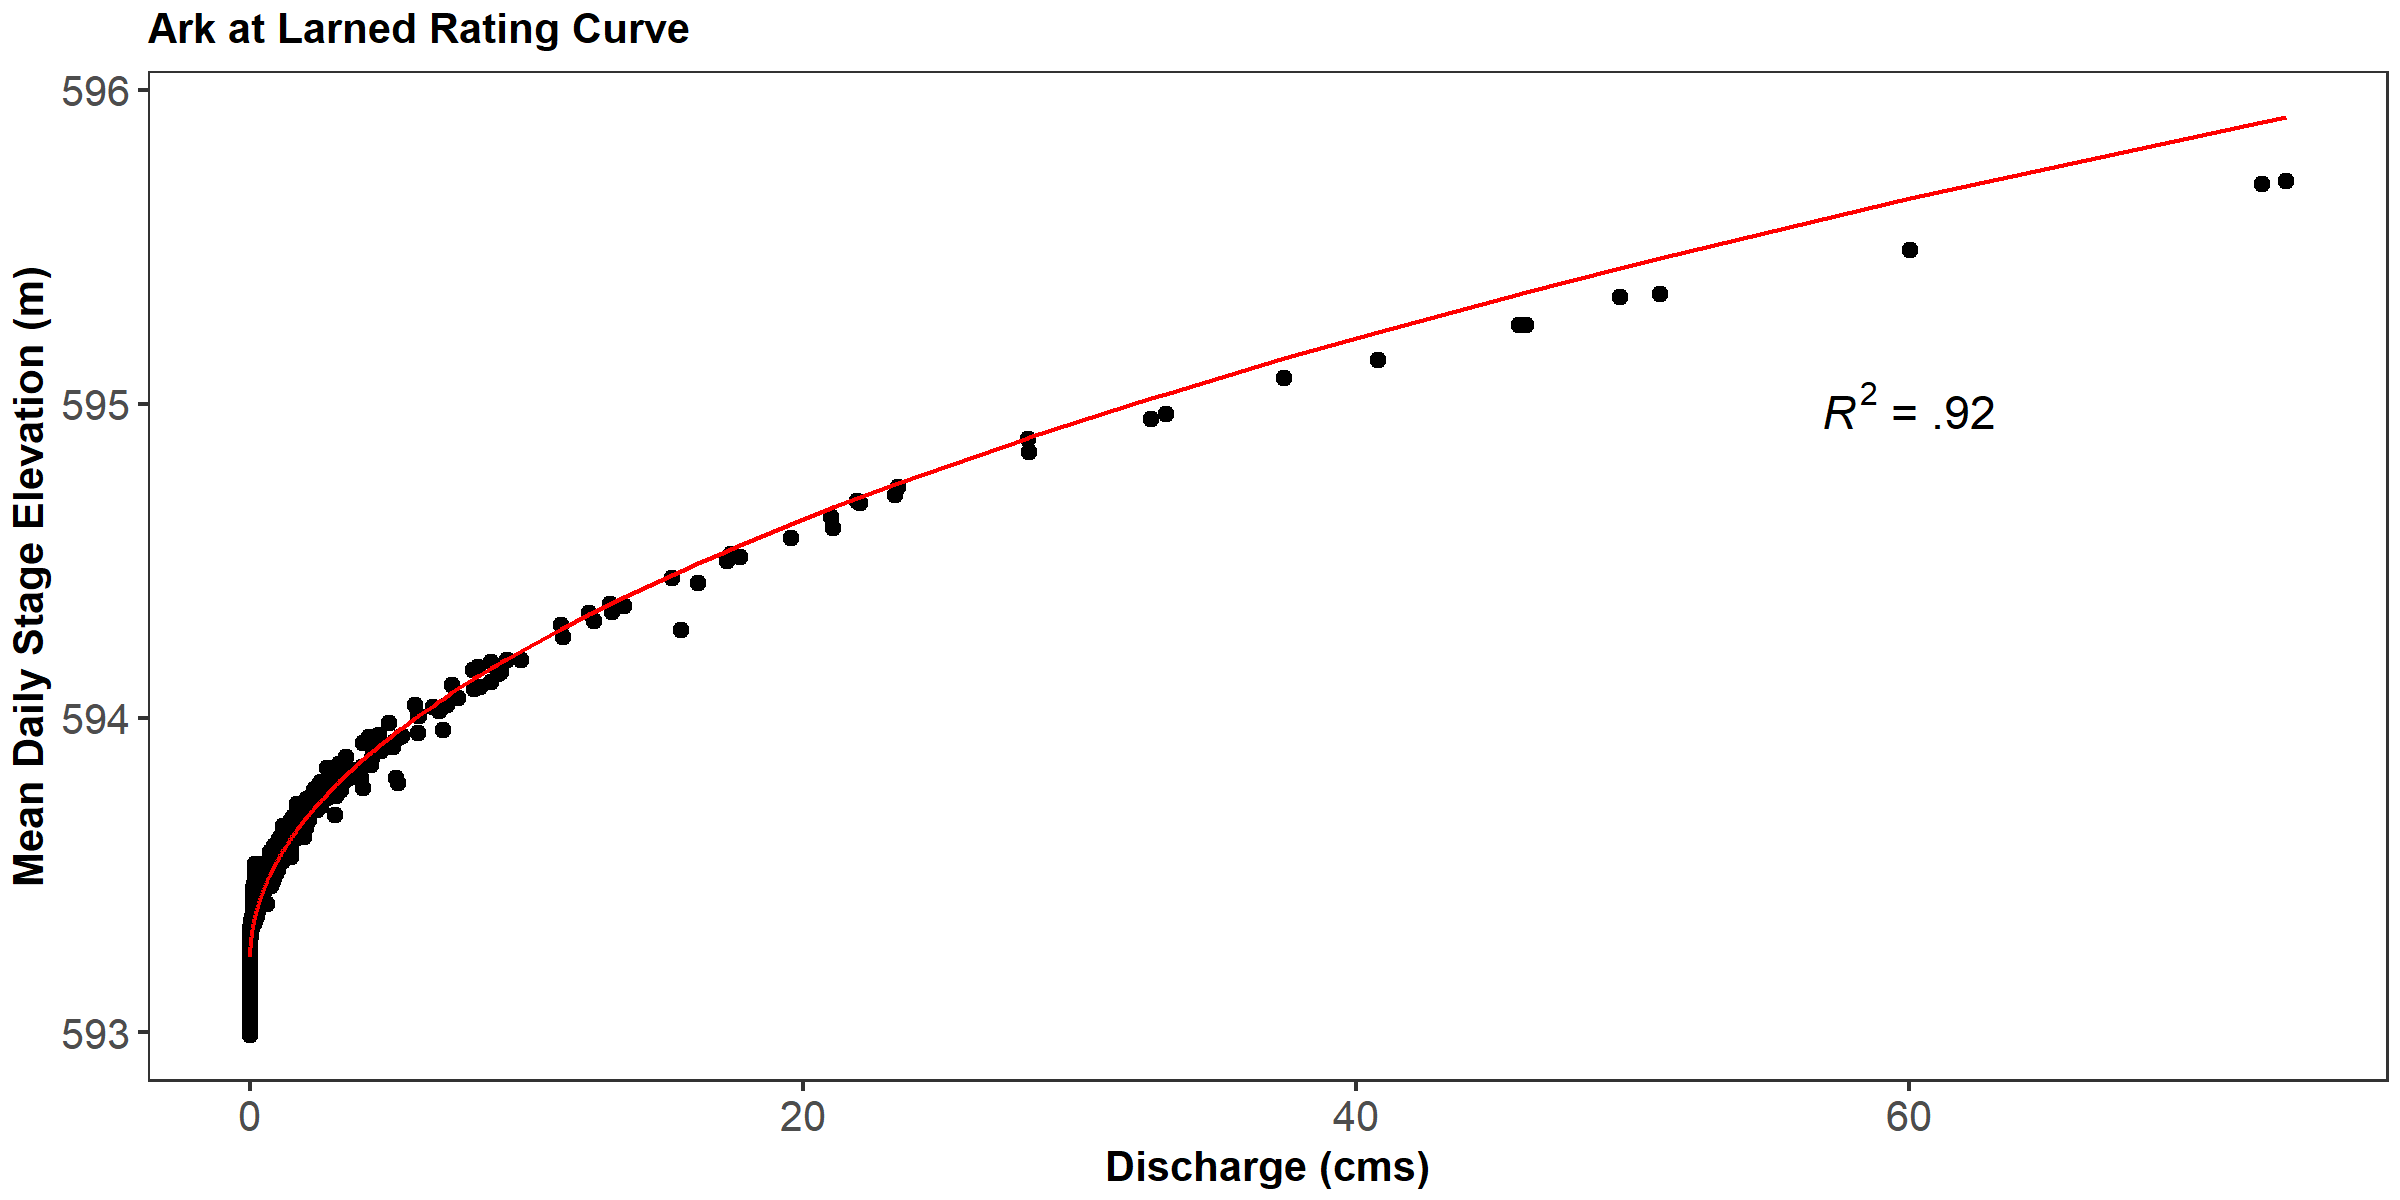 Ark at Larned Rating Curve
596
595
594
593
Mean Daily Stage Elevation (m)
R² = .92
0 20 40 60
Discharge (cms)